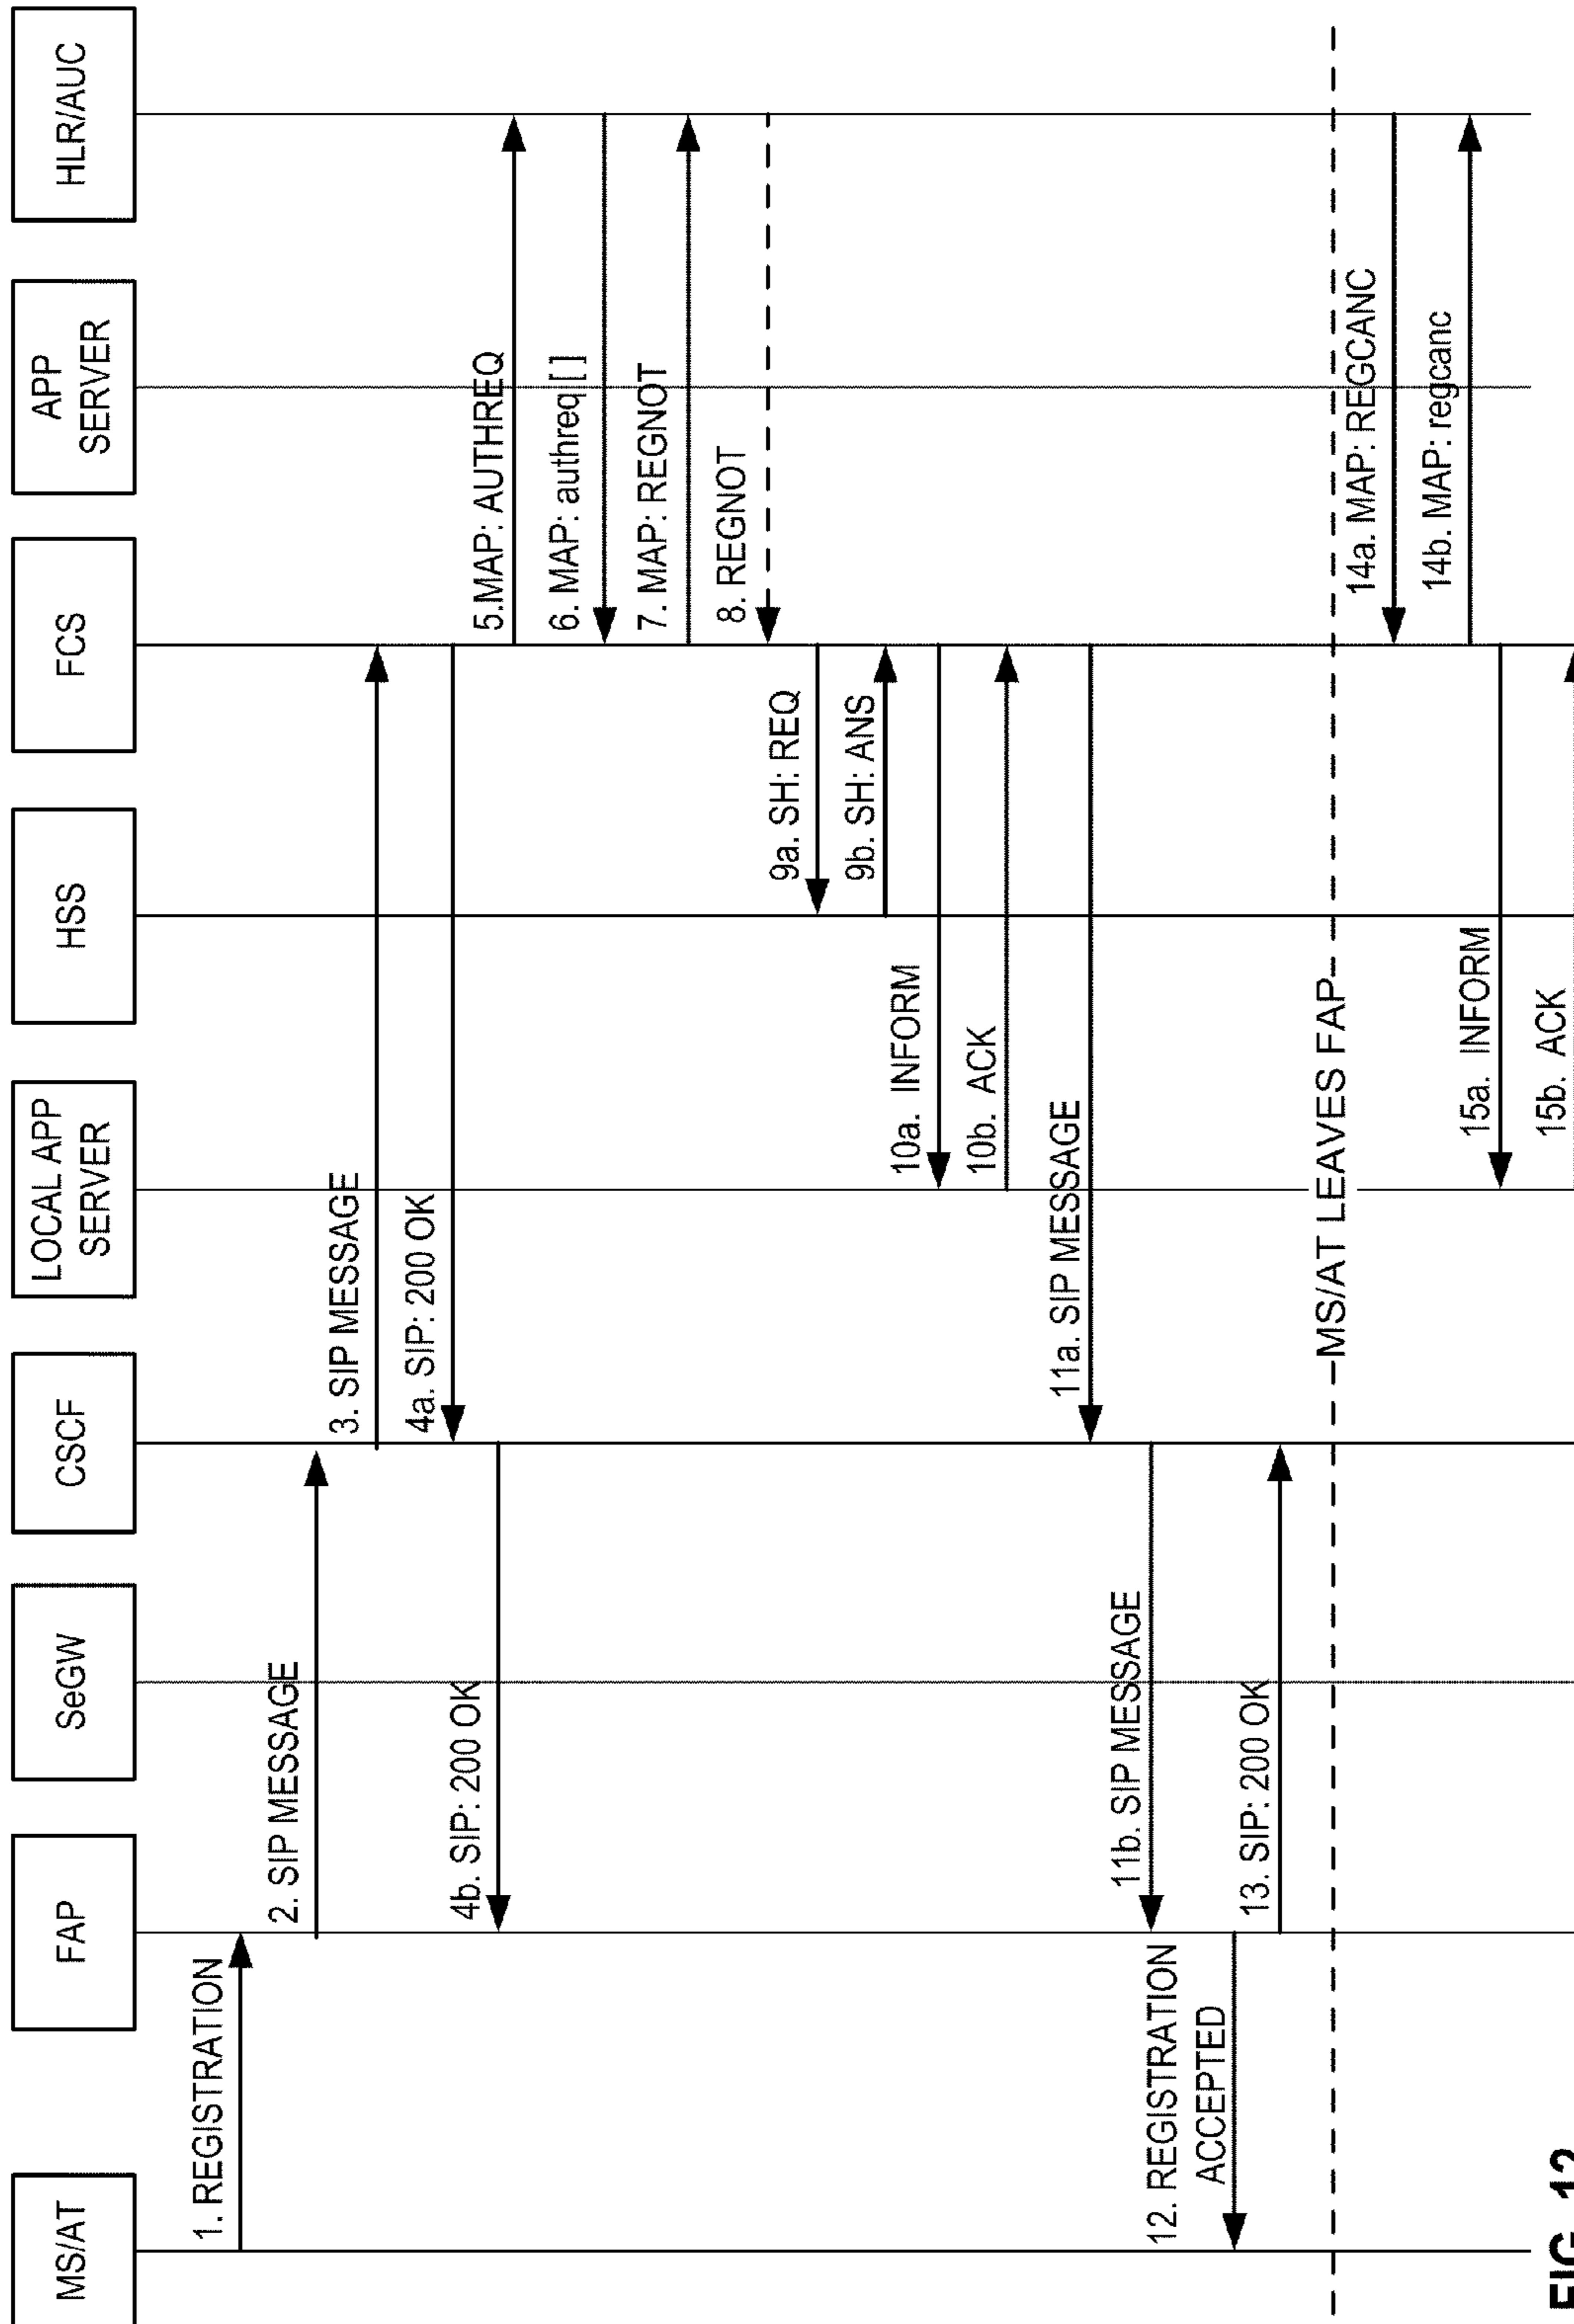 MS/AT
FAP
SeGW
CSCF
LOCAL APP
SERVER
HSS
FCS
APP
SERVER
HLR/AUC
1. REGISTRATION
2. SIP MESSAGE
3. SIP MESSAGE
4a. SIP: 200 OK
4b. SIP: 200 OK
5.MAP: AUTHREQ
6. MAP: authreq [ ]
7. MAP: REGNOT
8. REGNOT
9a. SH: REQ
9b. SH: ANS
10a. INFORM
10b. ACK
11a. SIP MESSAGE
11b. SIP MESSAGE
12. REGISTRATION
ACCEPTED
13. SIP: 200 OK
MS/AT LEAVES FAP
14a. MAP: REGCANC
14b. MAP: regcanc
15a. INFORM
15b. ACK
FIG. 12